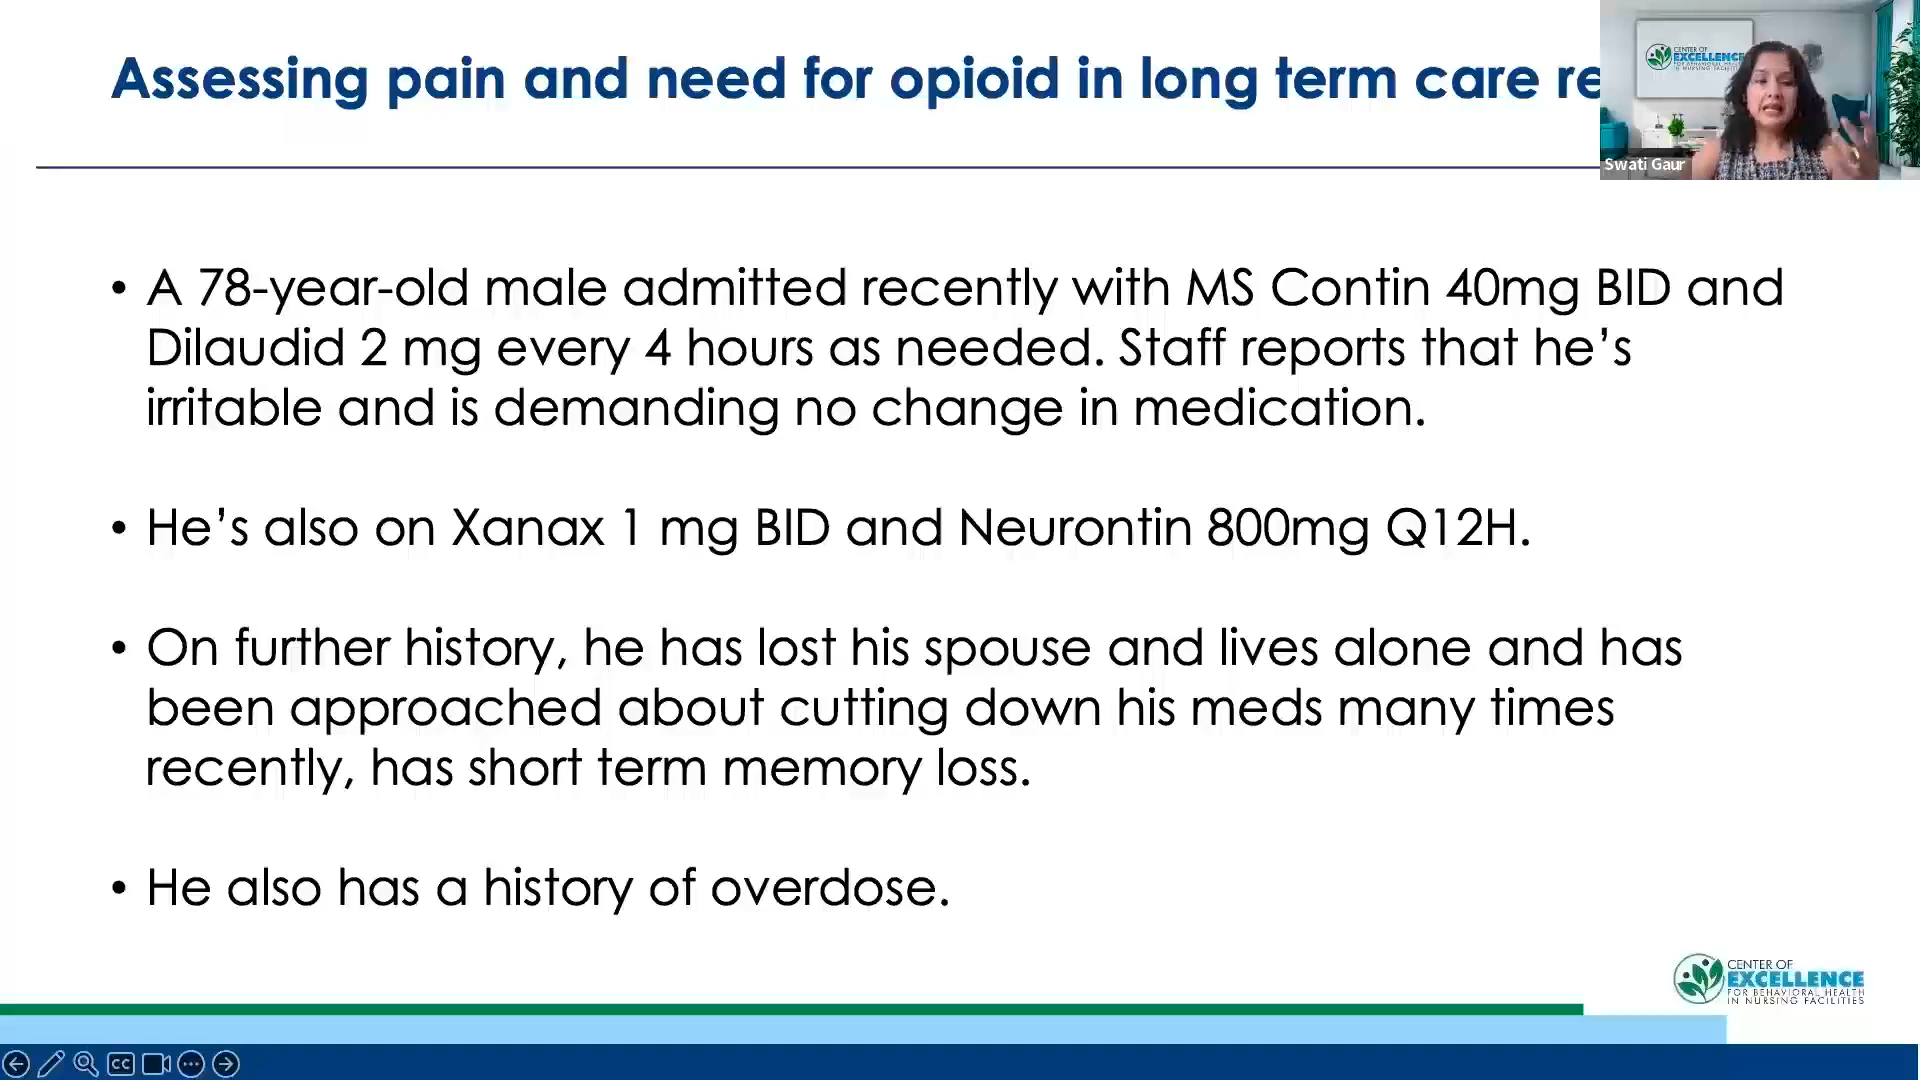 Assessing pain and need for opioid in long term care re
CENTER OF
EXCELLENCE
Swati Gaur
• A 78-year-old male admitted recently with MS Contin 40mg BID and
Dilaudid 2 mg every 4 hours as needed. Staff reports that he’s
irritable and is demanding no change in medication.
• He’s also on Xanax 1 mg BID and Neurontin 800mg Q12H.
• On further history, he has lost his spouse and lives alone and has
been approached about cutting down his meds many times
recently, has short term memory loss.
• He also has a history of overdose.
CENTER OF
EXCELLENCE
FOR BEHAVIORAL HEALTH
IN NURSING FACILITIES
CC